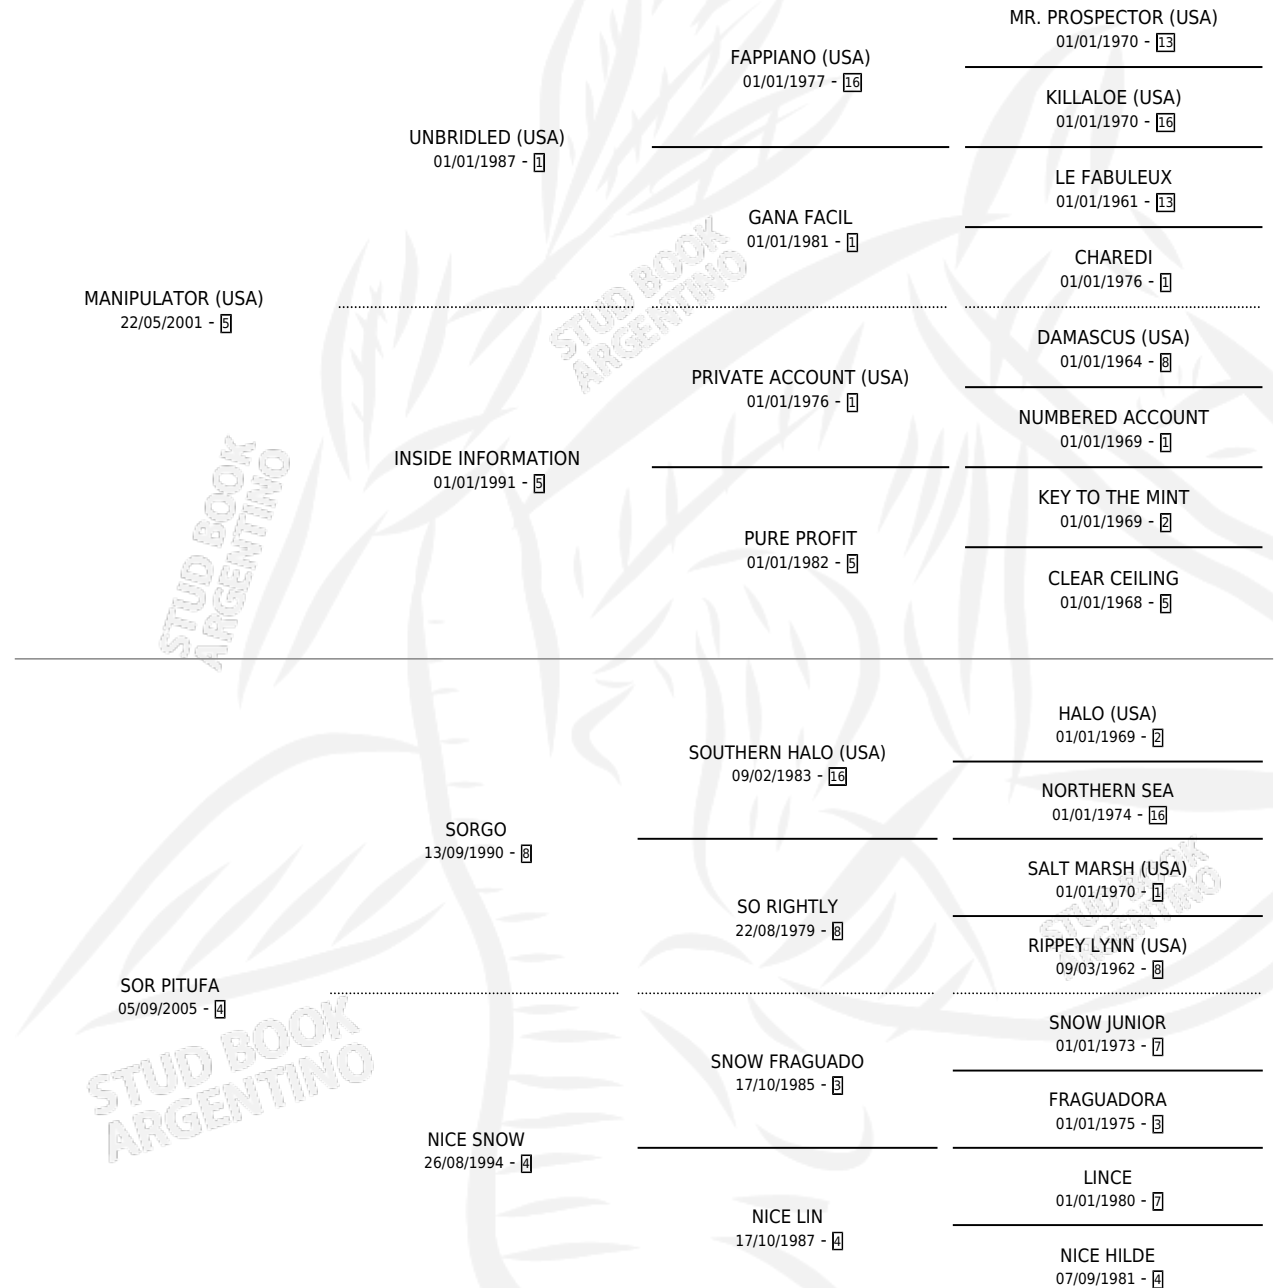 MR. PROSPECTOR (USA)
01/01/1970 - 13
FAPPIANO (USA)
01/01/1977 - 16
KILLALOE (USA)
01/01/1970 - 16
UNBRIDLED (USA)
01/01/1987 - 1
LE FABULEUX
01/01/1961 - 13
GANA FACIL
01/01/1981 - 1
CHAREDI
01/01/1976 - 1
MANIPULATOR (USA)
22/05/2001 - 5
DAMASCUS (USA)
01/01/1964 - 8
PRIVATE ACCOUNT (USA)
01/01/1976 - 1
NUMBERED ACCOUNT
01/01/1969 - 1
INSIDE INFORMATION
01/01/1991 - 5
KEY TO THE MINT
01/01/1969 - 2
PURE PROFIT
01/01/1982 - 5
CLEAR CEILING
01/01/1968 - 5
HALO (USA)
01/01/1969 - 2
SOUTHERN HALO (USA)
09/02/1983 - 16
NORTHERN SEA
01/01/1974 - 16
SORGO
13/09/1990 - 8
SALT MARSH (USA)
01/01/1970 - 1
SO RIGHTLY
22/08/1979 - 8
RIPPEY LYNN (USA)
09/03/1962 - 8
SOR PITUFA
05/09/2005 - 4
SNOW JUNIOR
01/01/1973 - 7
SNOW FRAGUADO
17/10/1985 - 3
FRAGUADORA
01/01/1975 - 3
NICE SNOW
26/08/1994 - 4
LINCE
01/01/1980 - 7
NICE LIN
17/10/1987 - 4
NICE HILDE
07/09/1981 - 4
STUD BOOK
ARGENTINO
STUD BOOK
ARGENTINO
STUD BOOK
ARGENTINO
STUD BOOK
ARGENTINO